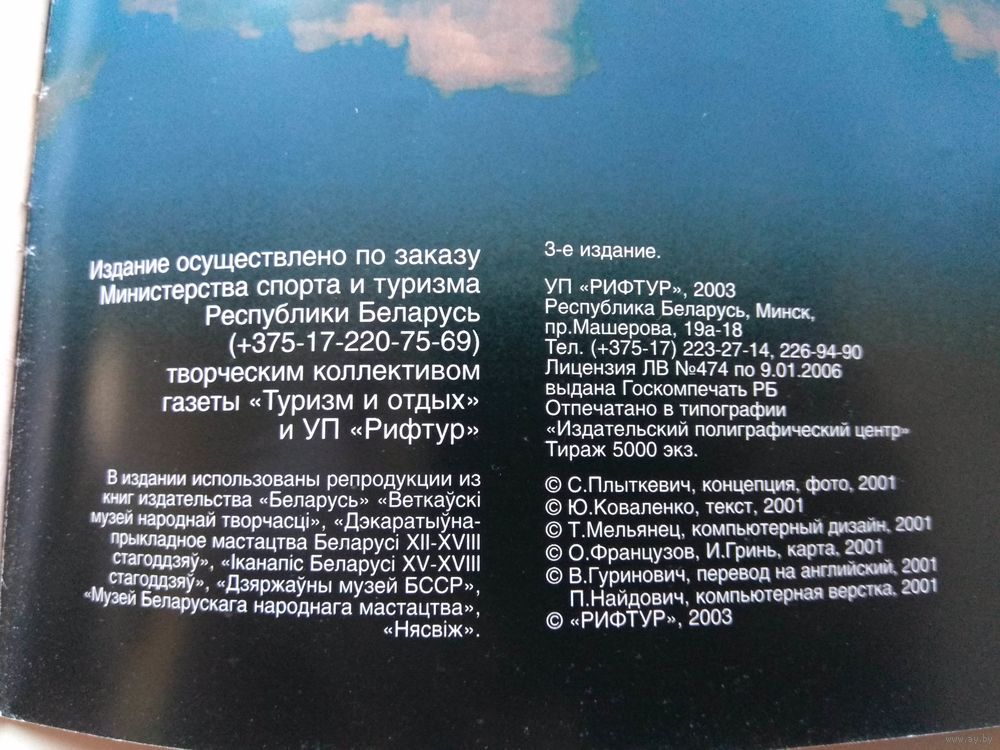 Издание осуществлено по заказу
Министерства спорта и туризма
Республики Беларусь
(+375-17-220-75-69)
творческим коллективом
газеты «Туризм и отдых»
и УП «Рифтур»
В издании использованы репродукции из
книг издательства «Беларусь» «Веткаўскі
музей народнай творчасці», «Дэкаратыўна-
прыкладное мастацтва Беларусі XII-XVIII
стагоддзяў», «Іканапіс Беларусі XV-XVIII
стагоддзяў», «Дзяржаўны музей БССР»,
«Музей Беларускага народнага мастацтва»,
«Нясвіж».
3-е издание.
УП «РИФТУР», 2003
Республика Беларусь, Минск,
пр.Машерова, 19а-18
Тел. (+375-17) 223-27-14, 226-94-90
Лицензия ЛВ №474 по 9.01.2006
выдана Госкомпечать РБ
Отпечатано в типографии
«Издательский полиграфический центр»
Тираж 5000 экз.
© С.Плыткевич, концепция, фото, 2001
© Ю.Коваленко, текст, 2001
© Т.Мельянец, компьютерный дизайн, 2001
© О.Французов, И.Гринь, карта, 2001
© В.Гуринович, перевод на английский, 2001
П.Найдович, компьютерная верстка, 2001
© «РИФТУР», 2003
www.ay.by